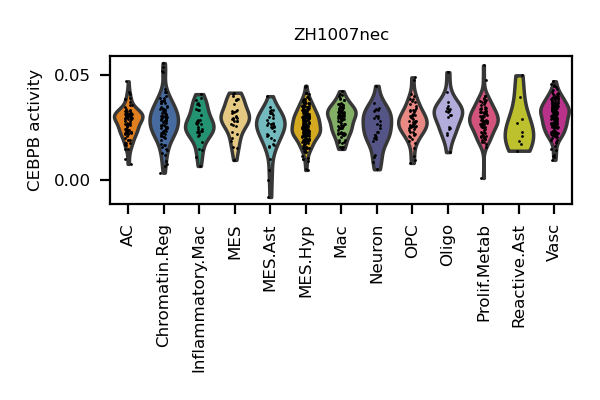 ZH1007nec
CEBPB activity
0.05
0.00
AC
Chromatin.Reg
Inflammatory.Mac
MES
MES.Ast
MES.Hyp
Mac
Neuron
OPC
Oligo
Prolif.Metab
Reactive.Ast
Vasc